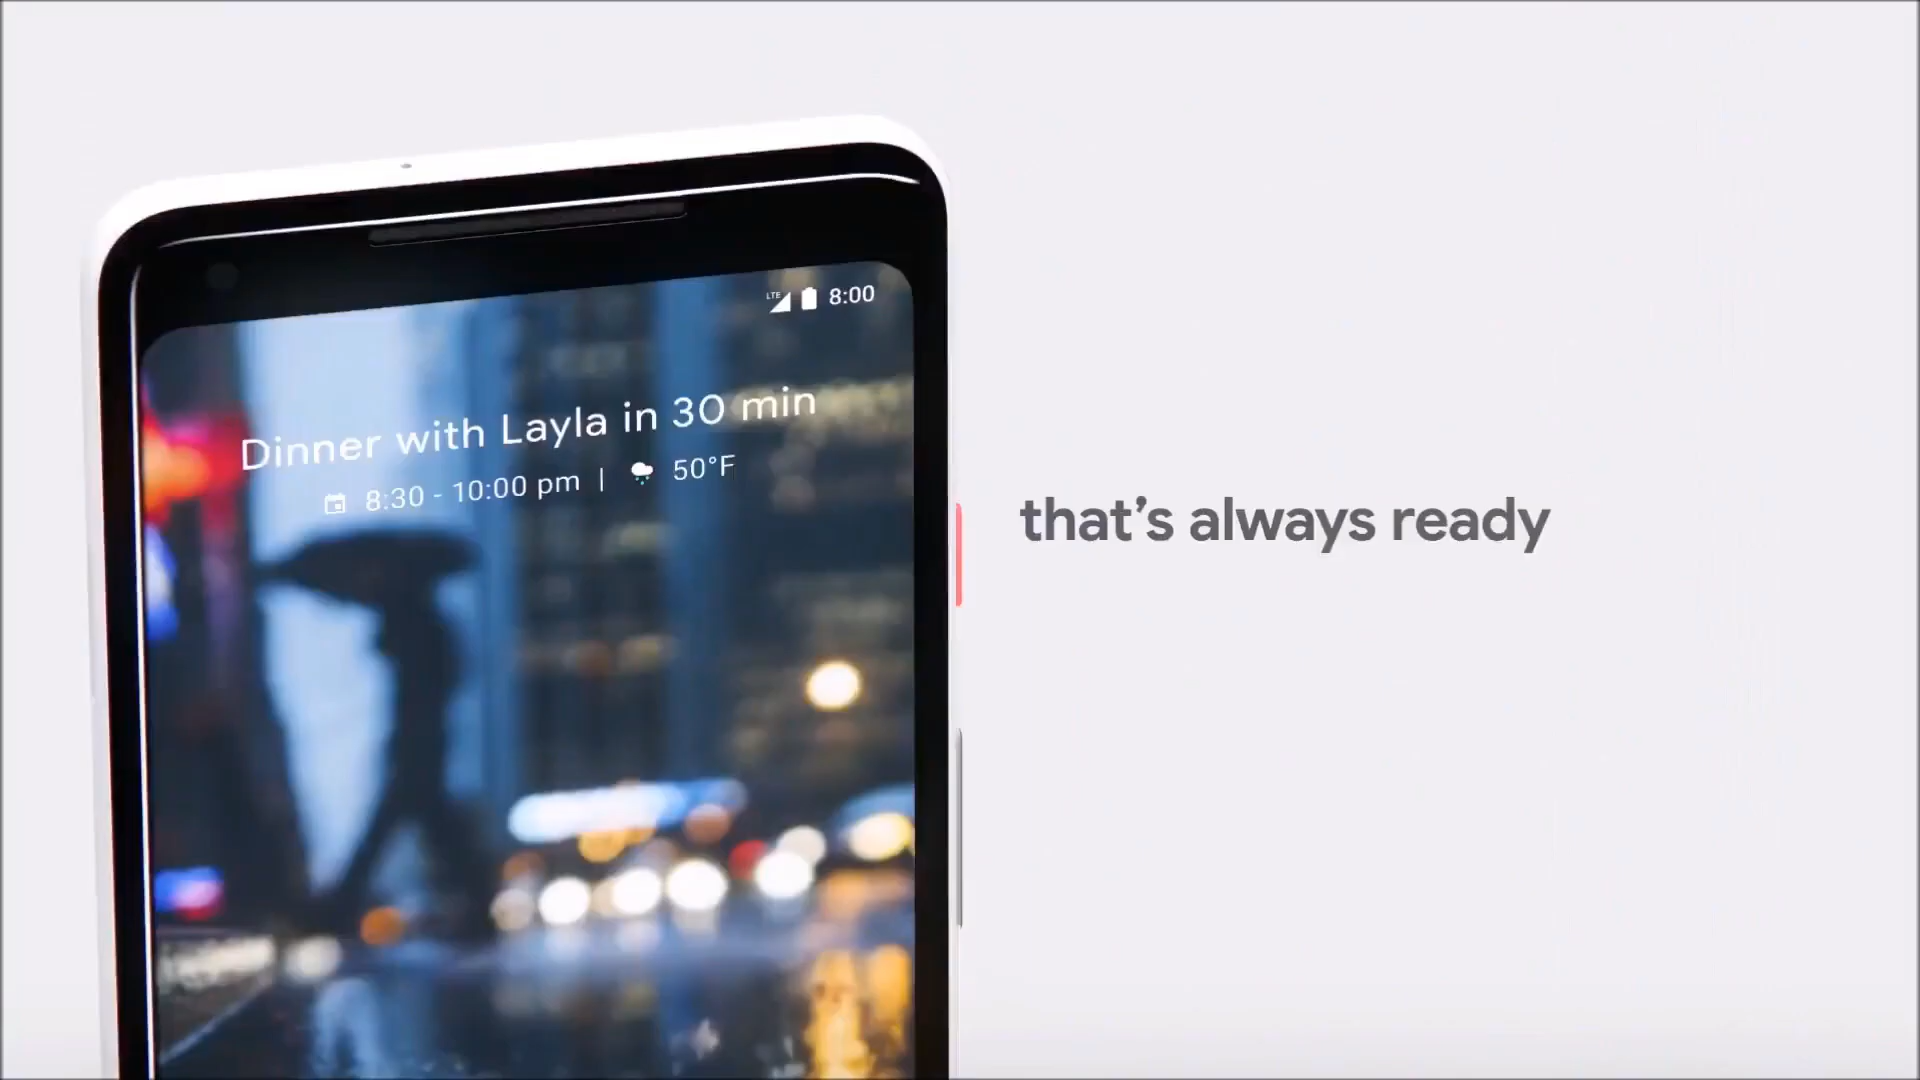 LTE 8:00
Dinner with Layla in 30 min
8:30 - 10:00 pm | 50°F
that’s always ready